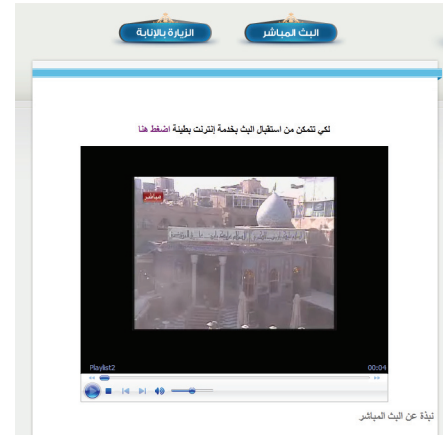 البث المباشر
الزيارة بالإنابة
لكي تتمكن من استقبال البث بخدمة إنترنت بطيئة اضغط هنا
المباشر
Playlist2
00:04
نبذة عن البث المباشر